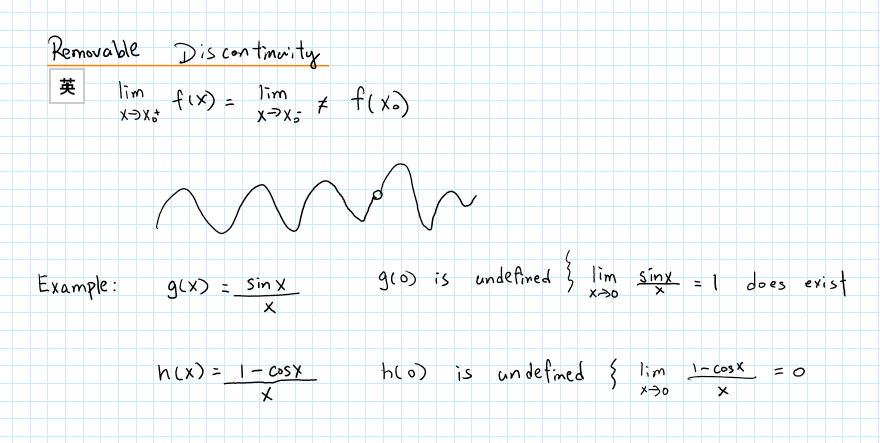 Removable Discontinuity
英
lim x→x₀⁺ f(x) = lim x→x₀⁻ ≠ f(x₀)
Example: g(x) = sinx/x g(0) is undefined } lim x→0 sinx/x = 1 does exist
h(x) = 1-cosx/x h(0) is undefined { lim x→0 1-cosx/x = 0